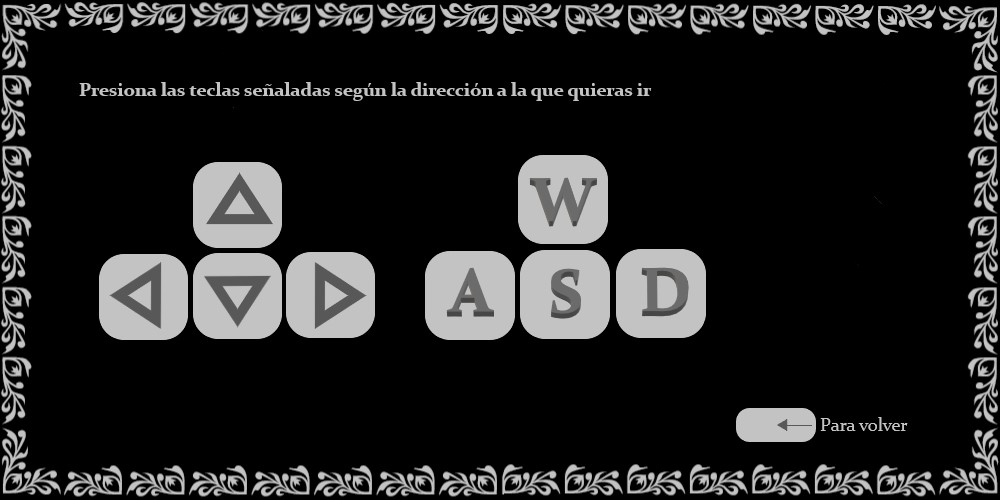 Presiona las teclas señaladas según la dirección a la que quieras ir
W
A S D
Para volver